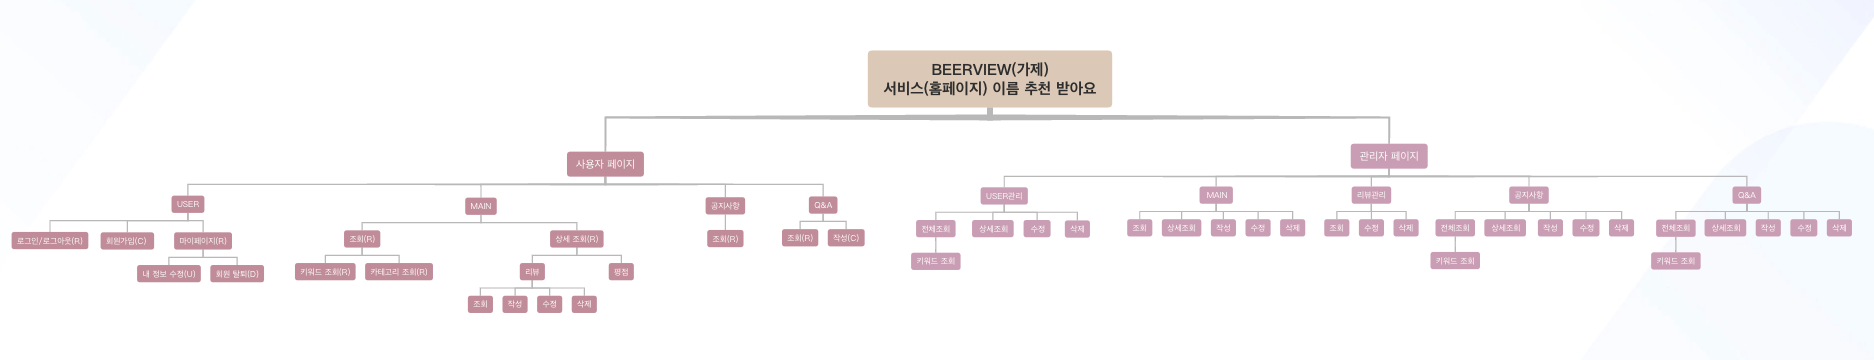 BEERVIEW(가제)
서비스(홈페이지) 이름 추천 받아요
사용자 페이지
관리자 페이지
USER
MAIN
공지사항
Q&A
USER관리
MAIN
리뷰관리
공지사항
Q&A
로그인/로그아웃(R)
회원가입(C)
마이페이지(R)
조회(R)
상세 조회(R)
조회(R)
조회(R)
작성(C)
전체조회
상세조회
수정
삭제
조회
상세조회
작성
수정
삭제
조회
수정
삭제
전체조회
상세조회
작성
수정
삭제
전체조회
상세조회
작성
수정
삭제
내 정보 수정(U)
회원 탈퇴(D)
키워드 조회(R)
카테고리 조회(R)
리뷰
평점
키워드 조회
키워드 조회
키워드 조회
조회
작성
수정
삭제